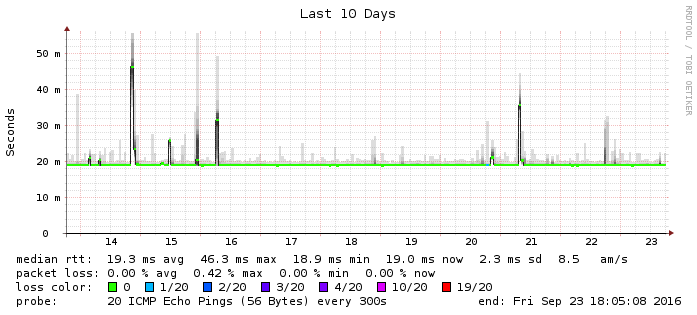 Last 10 Days
RRDTOOL / TOBI OETIKER
Seconds
50 m
40 m
30 m
20 m
10 m
0
14 15 16 17 18 19 20 21 22 23
median rtt: 19.3 ms avg 46.3 ms max 18.9 ms min 19.0 ms now 2.3 ms sd 8.5 am/s
packet loss: 0.00 % avg 0.42 % max 0.00 % min 0.00 % now
loss color: 0 1/20 2/20 3/20 4/20 10/20 19/20
probe: 20 ICMP Echo Pings (56 Bytes) every 300s end: Fri Sep 23 18:05:08 2016